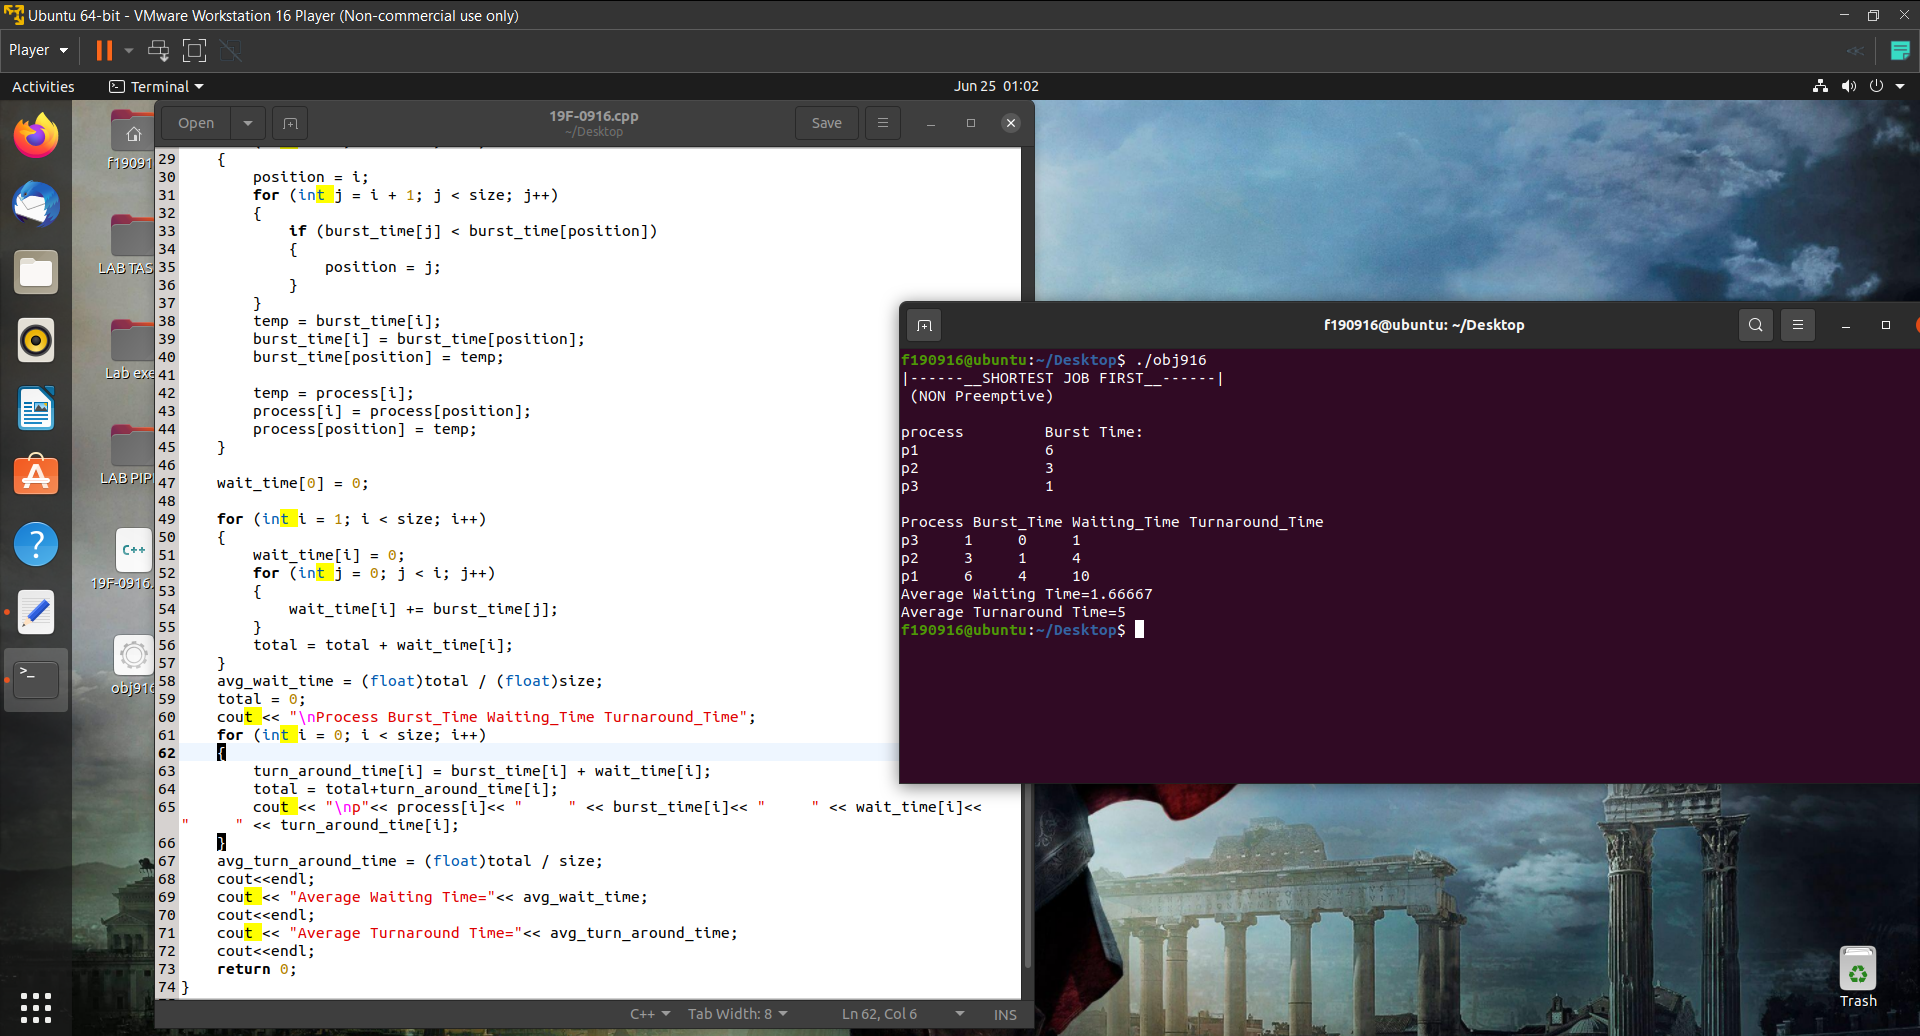 Ubuntu 64-bit - VMware Workstation 16 Player (Non-commercial use only)
Player
Activities
Terminal
Jun 25 01:02
f19091
LAB TAS
Lab exe
LAB PIP
C++
19F-0916.
obj916
Open
19F-0916.cpp
~/Desktop
Save
29 {
30 position = i;
31 for (int j = i + 1; j < size; j++)
32 {
33 if (burst_time[j] < burst_time[position])
34 {
35 position = j;
36 }
37 }
38 temp = burst_time[i];
39 burst_time[i] = burst_time[position];
40 burst_time[position] = temp;
41
42 temp = process[i];
43 process[i] = process[position];
44 process[position] = temp;
45 }
46
47 wait_time[0] = 0;
48
49 for (int i = 1; i < size; i++)
50 {
51 wait_time[i] = 0;
52 for (int j = 0; j < i; j++)
53 {
54 wait_time[i] += burst_time[j];
55 }
56 total = total + wait_time[i];
57 }
58 avg_wait_time = (float)total / (float)size;
59 total = 0;
60 cout << "\nProcess Burst_Time Waiting_Time Turnaround_Time";
61 for (int i = 0; i < size; i++)
62 {
63 turn_around_time[i] = burst_time[i] + wait_time[i];
64 total = total+turn_around_time[i];
65 cout << "\np"<< process[i]<< "     " << burst_time[i]<< "     " << wait_time[i]<<
"     " << turn_around_time[i];
66 }
67 avg_turn_around_time = (float)total / size;
68 cout<<endl;
69 cout << "Average Waiting Time="<< avg_wait_time;
70 cout<<endl;
71 cout << "Average Turnaround Time="<< avg_turn_around_time;
72 cout<<endl;
73 return 0;
74 }
C++
Tab Width: 8
Ln 62, Col 6
INS
f190916@ubuntu: ~/Desktop
f190916@ubuntu:~/Desktop$ ./obj916
|------__SHORTEST JOB FIRST__------|
(NON Preemptive)
process Burst Time:
p1 6
p2 3
p3 1
Process Burst_Time Waiting_Time Turnaround_Time
p3 1 0 1
p2 3 1 4
p1 6 4 10
Average Waiting Time=1.66667
Average Turnaround Time=5
f190916@ubuntu:~/Desktop$
Trash